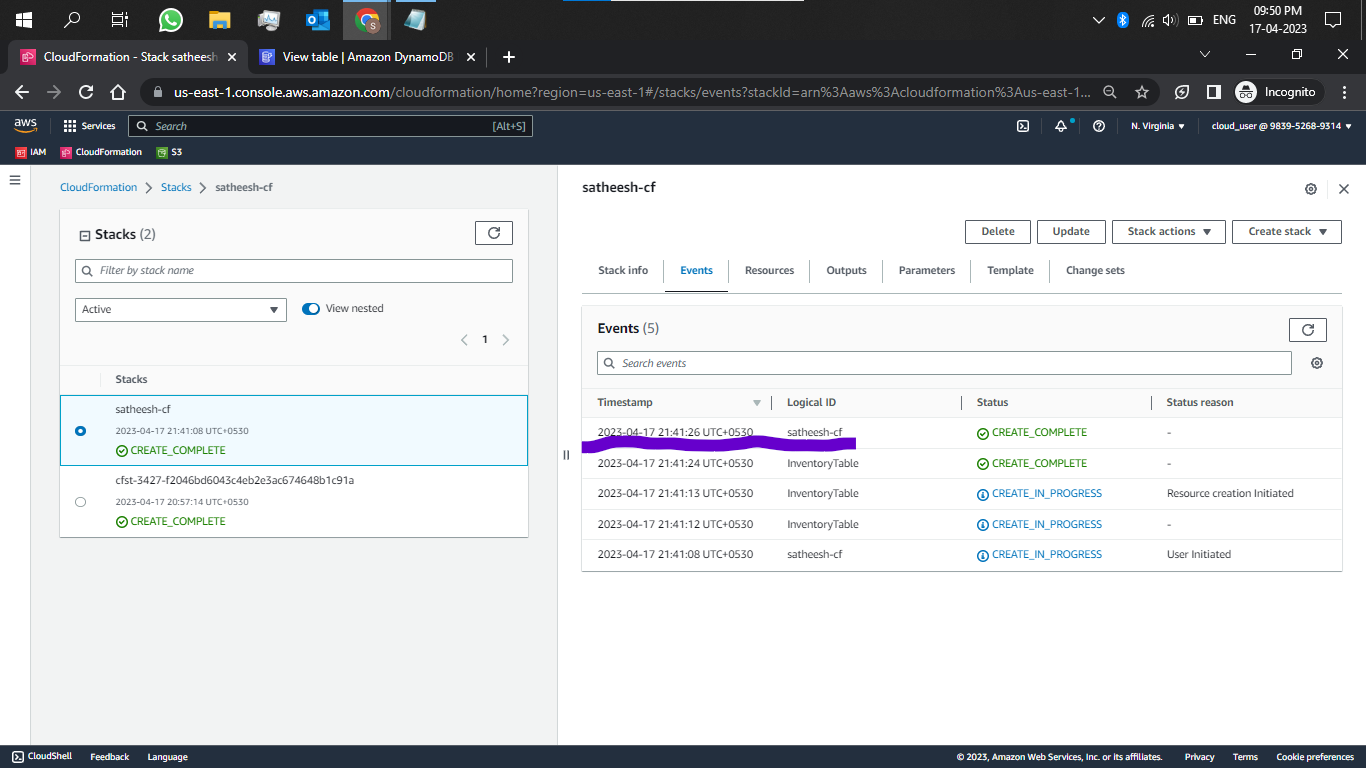 ENG
09:50 PM
17-04-2023
CloudFormation - Stack satheesh
View table | Amazon DynamoDB
us-east-1.console.aws.amazon.com/cloudformation/home?region=us-east-1#/stacks/events?stackId=arn%3Aaws%3Acloudformation%3Aus-east-1...
Incognito
aws
Services
Search
[Alt+S]
N. Virginia
cloud_user @ 9839-5268-9314
IAM
CloudFormation
S3
CloudFormation
Stacks
satheesh-cf
Stacks (2)
Filter by stack name
Active
View nested
1
Stacks
satheesh-cf
2023-04-17 21:41:08 UTC+0530
CREATE_COMPLETE
cfst-3427-f2046bd6043c4eb2e3ac674648b1c91a
2023-04-17 20:57:14 UTC+0530
CREATE_COMPLETE
satheesh-cf
Delete
Update
Stack actions
Create stack
Stack info
Events
Resources
Outputs
Parameters
Template
Change sets
Events (5)
Search events
Timestamp Logical ID Status Status reason
2023-04-17 21:41:26 UTC+0530 satheesh-cf CREATE_COMPLETE -
2023-04-17 21:41:24 UTC+0530 InventoryTable CREATE_COMPLETE -
2023-04-17 21:41:13 UTC+0530 InventoryTable CREATE_IN_PROGRESS Resource creation Initiated
2023-04-17 21:41:12 UTC+0530 InventoryTable CREATE_IN_PROGRESS -
2023-04-17 21:41:08 UTC+0530 satheesh-cf CREATE_IN_PROGRESS User Initiated
CloudShell Feedback Language © 2023, Amazon Web Services, Inc. or its affiliates. Privacy Terms Cookie preferences